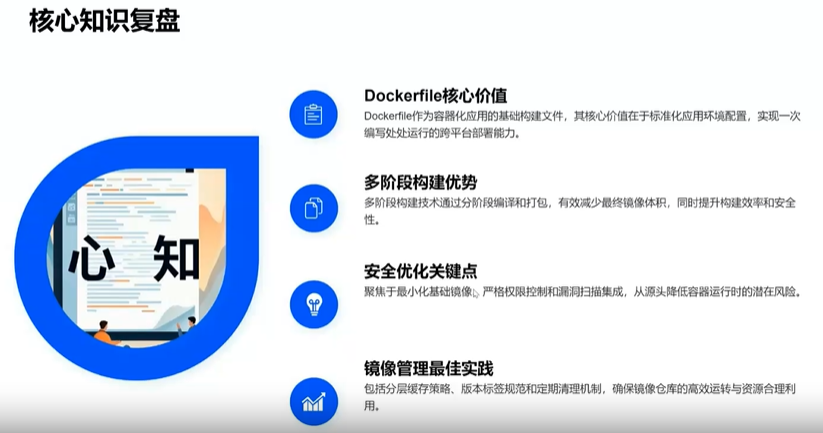 核心知识复盘
Dockerfile核心价值
Dockerfile作为容器化应用的基础构建文件，其核心价值在于标准化应用环境配置，实现一次
编写处处运行的跨平台部署能力。
多阶段构建优势
多阶段构建技术通过分阶段编译和打包，有效减少最终镜像体积，同时提升构建效率和安全
性。
心 知
安全优化关键点
聚焦于最小化基础镜像、严格权限控制和漏洞扫描集成，从源头降低容器运行时的潜在风险。
镜像管理最佳实践
包括分层缓存策略、版本标签规范和定期清理机制，确保镜像仓库的高效运转与资源合理利
用。